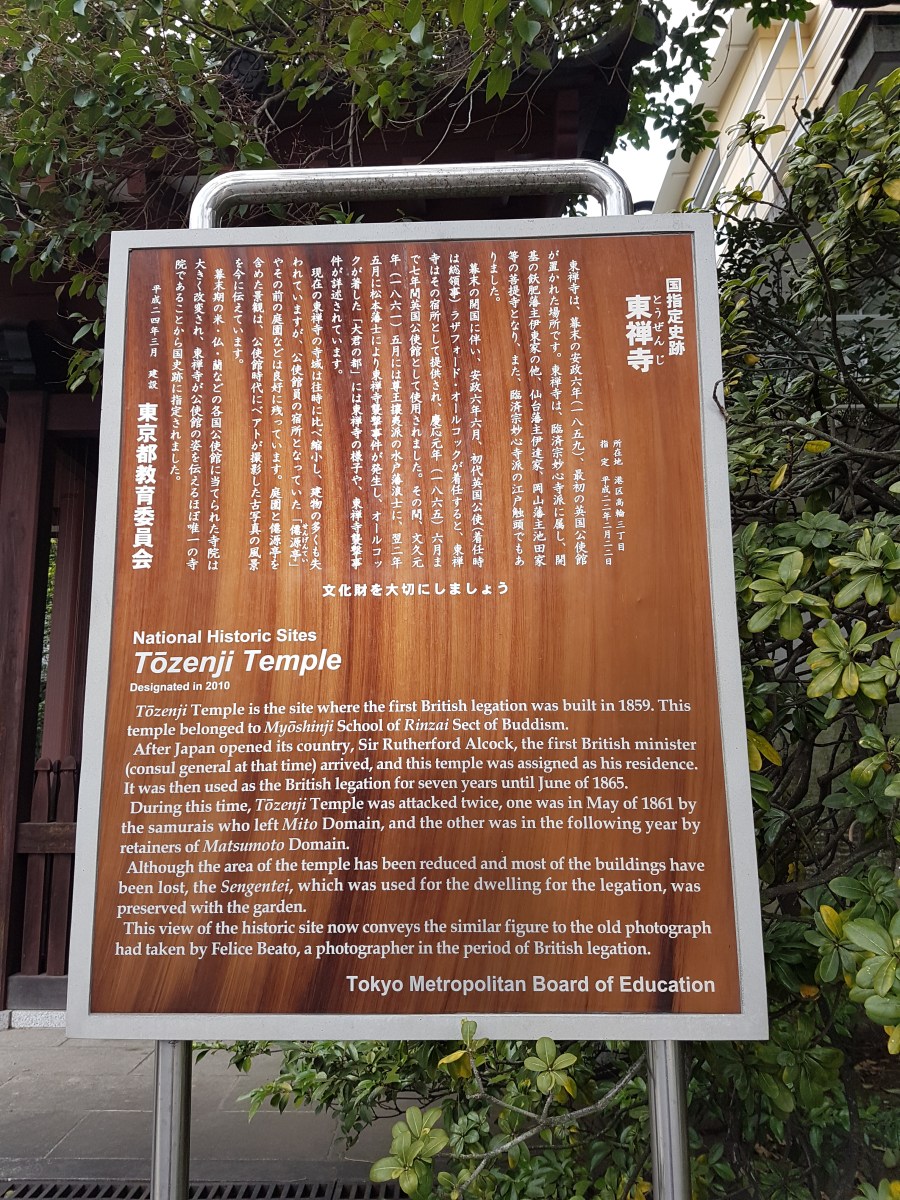 国指定史跡
とうぜんじ
東禅寺
所在地 港区高輪三丁目
指定 平成二二年二月二二日
東禅寺は、幕末の安政六年(一八五九)、最初の英国公使館
が置かれた場所です。東禅寺は、臨済宗妙心寺派に属し、開
基の飫肥藩主伊東家の他、仙台藩主伊達家、岡山藩主池田家
等の菩提寺となり、また、臨済宗妙心寺派の江戸触頭でもあ
りました。
幕末の開国に伴い、安政六年六月、初代英国公使(着任時
は総領事)ラザフォード・オールコックが着任すると、東禅
寺はその宿所として提供され、慶応元年(一八六五)六月ま
で七年間英国公使館として使用されました。その間、文久元
年(一八六一)五月には尊王攘夷派の水戸藩浪士に、翌二年
五月に松本藩士により東禅寺襲撃事件が発生し、オールコッ
クが著した「大君の都」には東禅寺の様子や、東禅寺襲撃事
件が詳述されています。
現在の東禅寺の寺域は往時に比べ縮小し、建物の多くも失
われていますが、公使館員の宿所となっていた「僊源亭」
せんげんてい
やその前の庭園などは良好に残っています。庭園と僊源亭を
含めた景観は、公使館時代にベアトが撮影した古写真の風景
を今に伝えています。
幕末期の米・仏・蘭などの各国公使館に当てられた寺院は
大きく改変され、東禅寺が公使館の姿を伝えるほぼ唯一の寺
院であることから国史跡に指定されました。
平成二四年三月 建設
東京都教育委員会
文化財を大切にしましょう
National Historic Sites
Tōzenji Temple
Designated in 2010
Tōzenji Temple is the site where the first British legation was built in 1859. This
temple belonged to Myōshinji School of Rinzai Sect of Buddism.
After Japan opened its country, Sir Rutherford Alcock, the first British minister
(consul general at that time) arrived, and this temple was assigned as his residence.
It was then used as the British legation for seven years until June of 1865.
During this time, Tōzenji Temple was attacked twice, one was in May of 1861 by
the samurais who left Mito Domain, and the other was in the following year by
retainers of Matsumoto Domain.
Although the area of the temple has been reduced and most of the buildings have
been lost, the Sengentei, which was used for the dwelling for the legation, was
preserved with the garden.
This view of the historic site now conveys the similar figure to the old photograph
had taken by Felice Beato, a photographer in the period of British legation.
Tokyo Metropolitan Board of Education